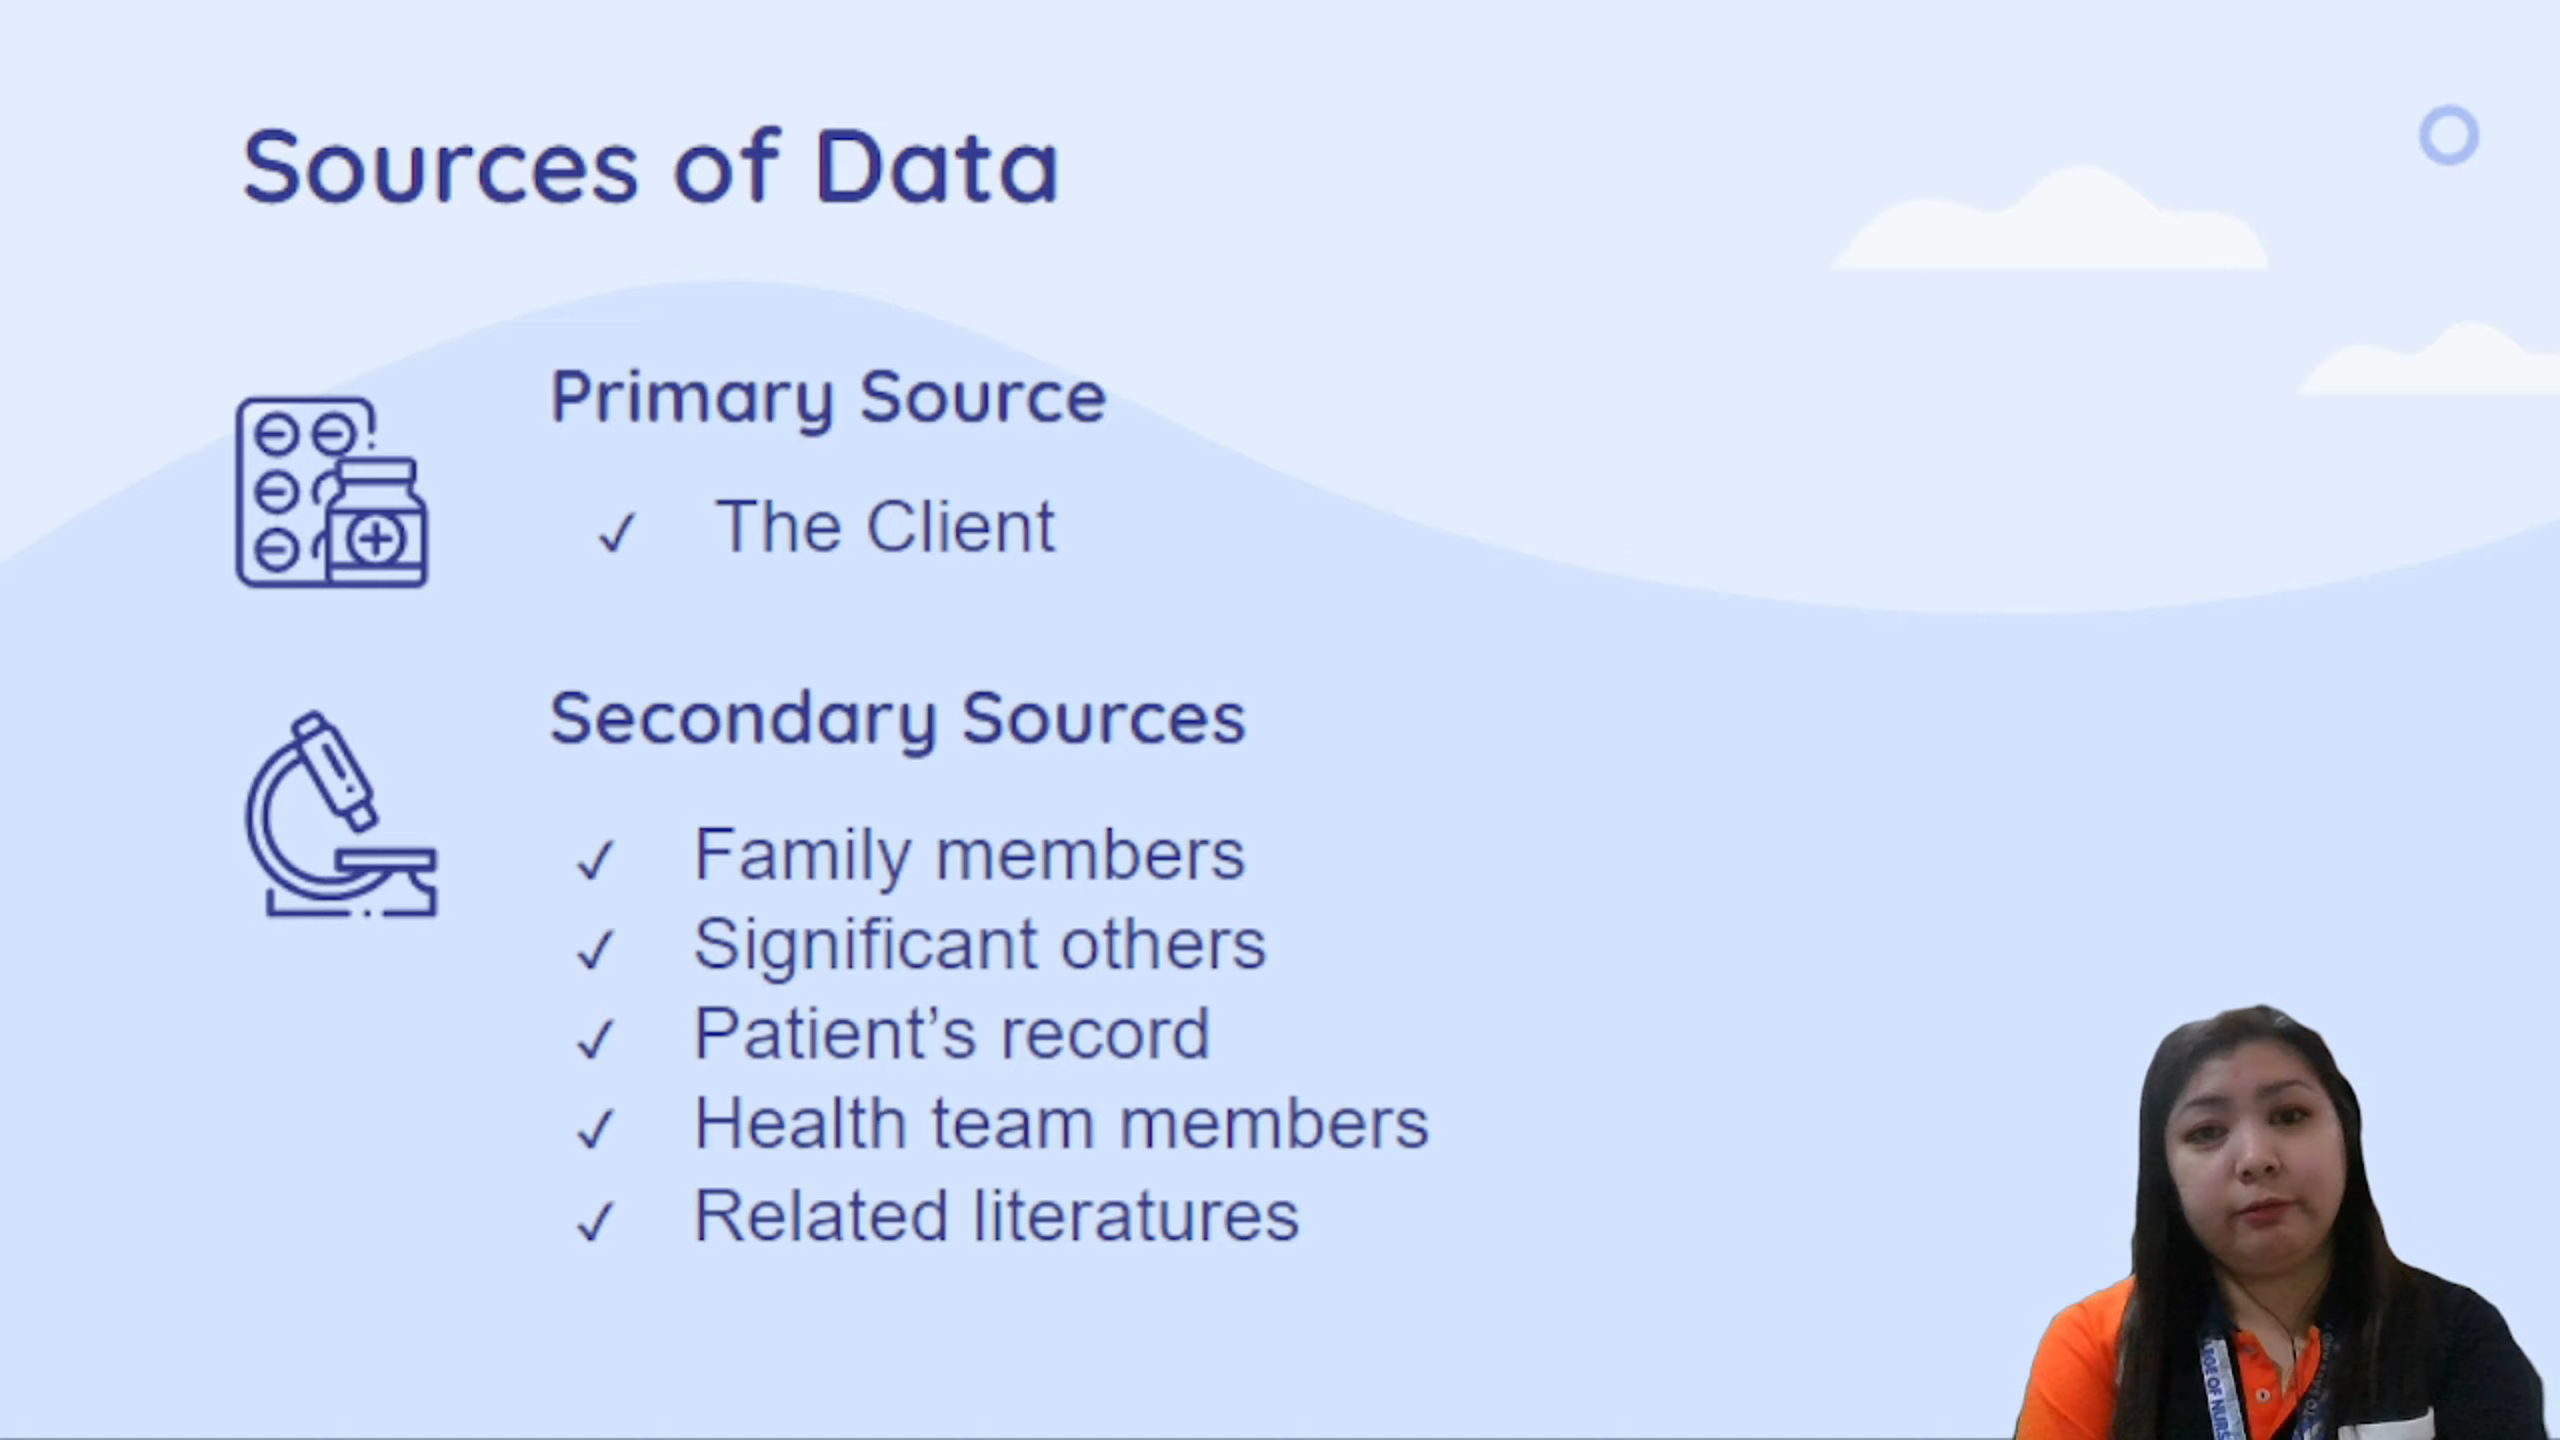 Sources of Data
Primary Source
✓ The Client
Secondary Sources
✓ Family members
✓ Significant others
✓ Patient’s record
✓ Health team members
✓ Related literatures